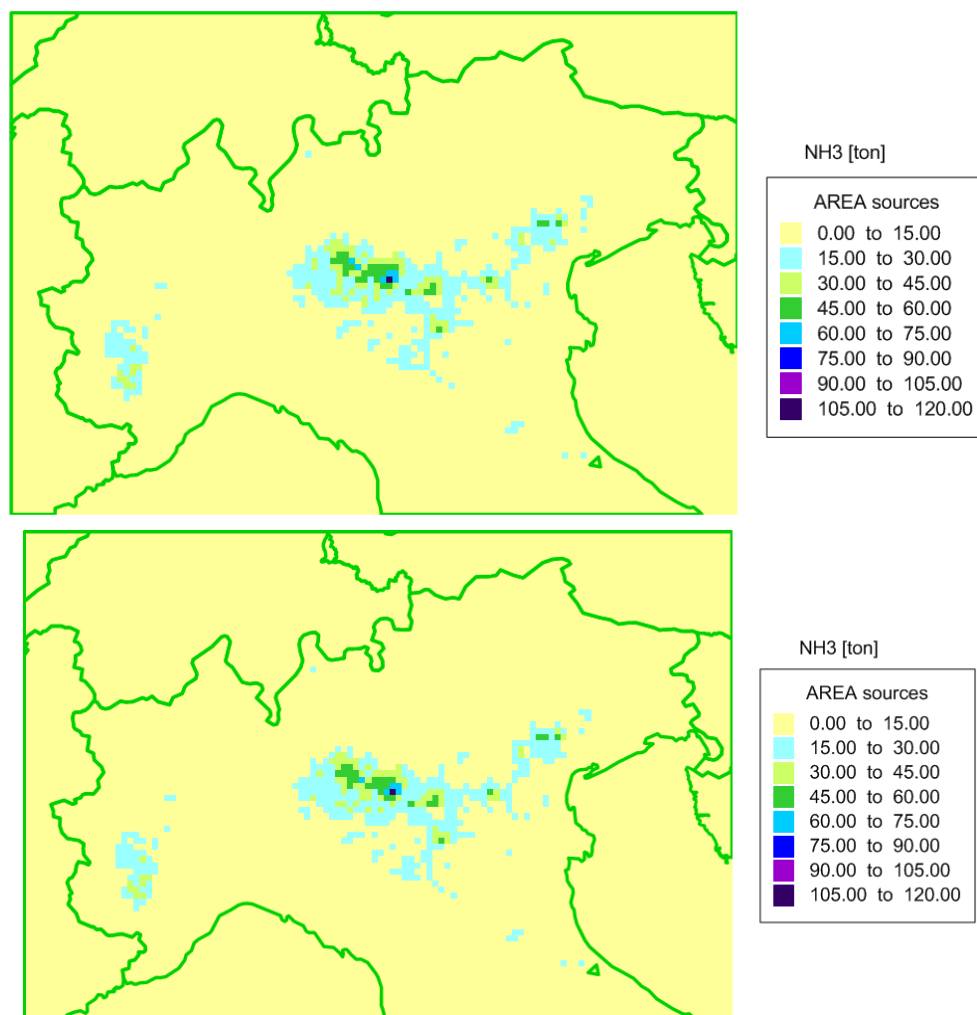 NH3 [ton]
AREA sources
0.00 to 15.00
15.00 to 30.00
30.00 to 45.00
45.00 to 60.00
60.00 to 75.00
75.00 to 90.00
90.00 to 105.00
105.00 to 120.00
NH3 [ton]
AREA sources
0.00 to 15.00
15.00 to 30.00
30.00 to 45.00
45.00 to 60.00
60.00 to 75.00
75.00 to 90.00
90.00 to 105.00
105.00 to 120.00